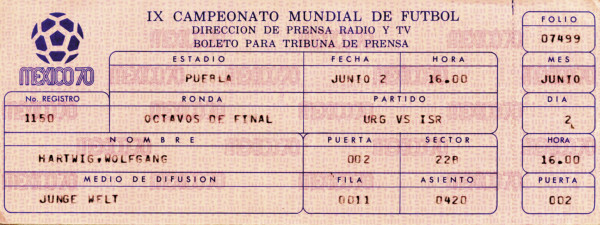 IX CAMPEONATO MUNDIAL DE FUTBOL
DIRECCION DE PRENSA RADIO Y TV
BOLETO PARA TRIBUNA DE PRENSA
MEXICO 70
FOLIO
07499
ESTADIO FECHA HORA MES
PUEBLA JUNIO 2 16.00 JUNIO
No. REGISTRO RONDA PARTIDO DIA
1150 OCTAVOS DE FINAL URG VS ISR 2
NOMBRE PUERTA SECTOR HORA
HARTWIG,WOLFGANG 002 22B 16.00
MEDIO DE DIFUSION FILA ASIENTO PUERTA
JUNGE WELT 0011 0420 002